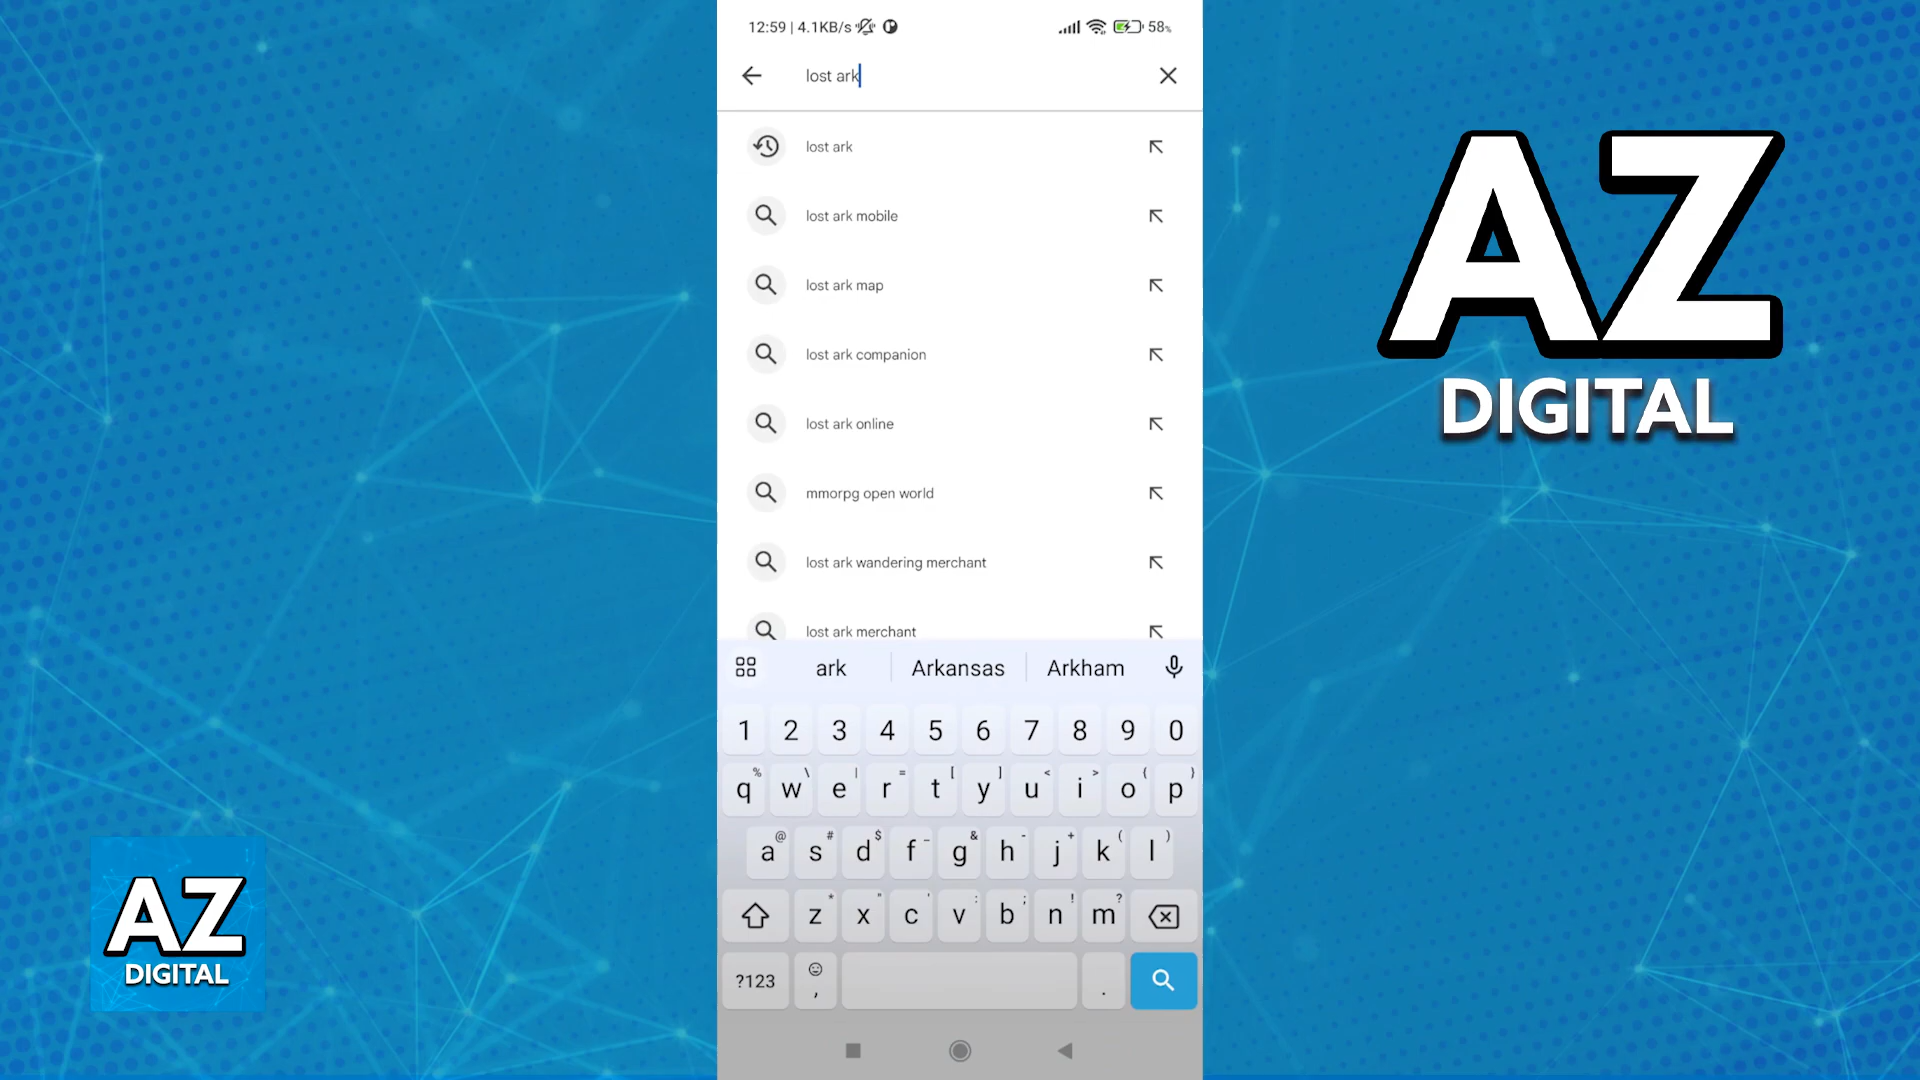 12:59 | 4.1KB/s 58%
lost ark
lost ark
lost ark mobile
lost ark map
lost ark companion
lost ark online
mmorpg open world
lost ark wandering merchant
lost ark merchant
ark Arkansas Arkham
1 2 3 4 5 6 7 8 9 0
% \ | = [ ] < > { }
q w e r t y u i o p
@ # $ _ & - + ( )
a s d f g h j k l
* " ' : ; ! ?
z x c v b n m
?123 , .
AZ
DIGITAL
AZ
DIGITAL